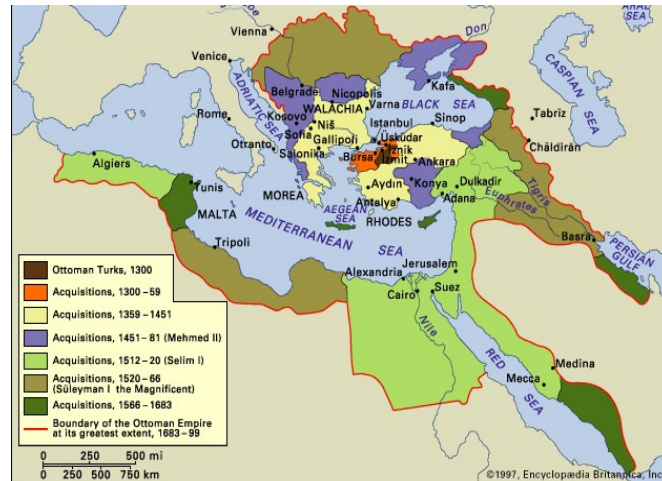 Vienna
Don
ARAL
SEA
Venice
ADRIATIC SEA
Belgrade
Nicopolis
WALACHIA
Varna
Kafa
BLACK SEA
CASPIAN
SEA
Rome
Kosovo
Niš
Sofia
Istanbul
Sinop
Tabrīz
Otranto
Gallipoli
Üsküdar
İznik
Chāldirān
Salonika
Bursa
İzmit
Ankara
Algiers
Tunis
MOREA
Aydın
Konya
Dulkadir
Tigris
MALTA
AEGEAN
SEA
Antalya
Adana
Euphrates
MEDITERRANEAN
SEA
RHODES
Basra
PERSIAN
GULF
Tripoli
Alexandria
Jerusalem
Cairo
Suez
Nile
RED
SEA
Medina
Mecca
Ottoman Turks, 1300
Acquisitions, 1300-59
Acquisitions, 1359-1451
Acquisitions, 1451-81 (Mehmed II)
Acquisitions, 1512-20 (Selim I)
Acquisitions, 1520-66
(Süleyman I the Magnificent)
Acquisitions, 1566-1683
Boundary of the Ottoman Empire
at its greatest extent, 1683-99
0 250 500 mi
0 250 500 750 km
©1997, Encyclopædia Britannica, Inc